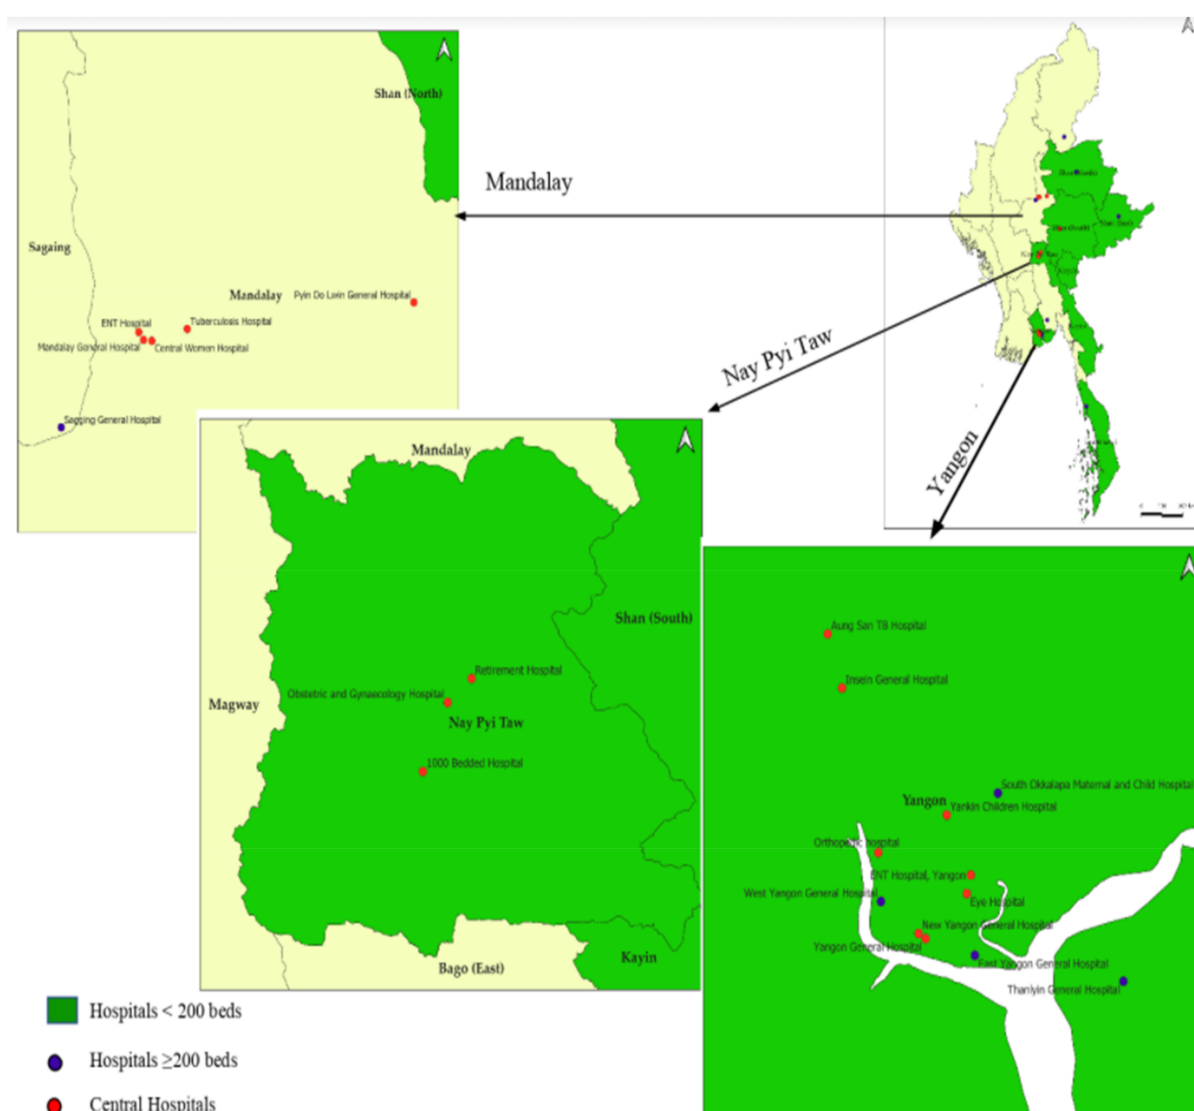 Shan (North)
Mandalay
Sagaing
Mandalay
Pyin Do Lwin General Hospital
ENT Hospital
Tuberculosis Hospital
Mandalay General Hospital
Central Women Hospital
Sagging General Hospital
Nay Pyi Taw
Yangon
Mandalay
Shan (South)
Retirement Hospital
Obstetric and Gynaecology Hospital
Magway
Nay Pyi Taw
1000 Bedded Hospital
Bago (East)
Kayin
Aung San TB Hospital
Insein General Hospital
South Okkalapa Maternal and Child Hospital
Yangon
Yankin Children Hospital
Orthopedic hospital
ENT Hospital, Yangon
West Yangon General Hospital
Eye Hospital
New Yangon General Hospital
Yangon General Hospital
East Yangon General Hospital
Thanlyin General Hospital
Hospitals < 200 beds
Hospitals ≥200 beds
Central Hospitals